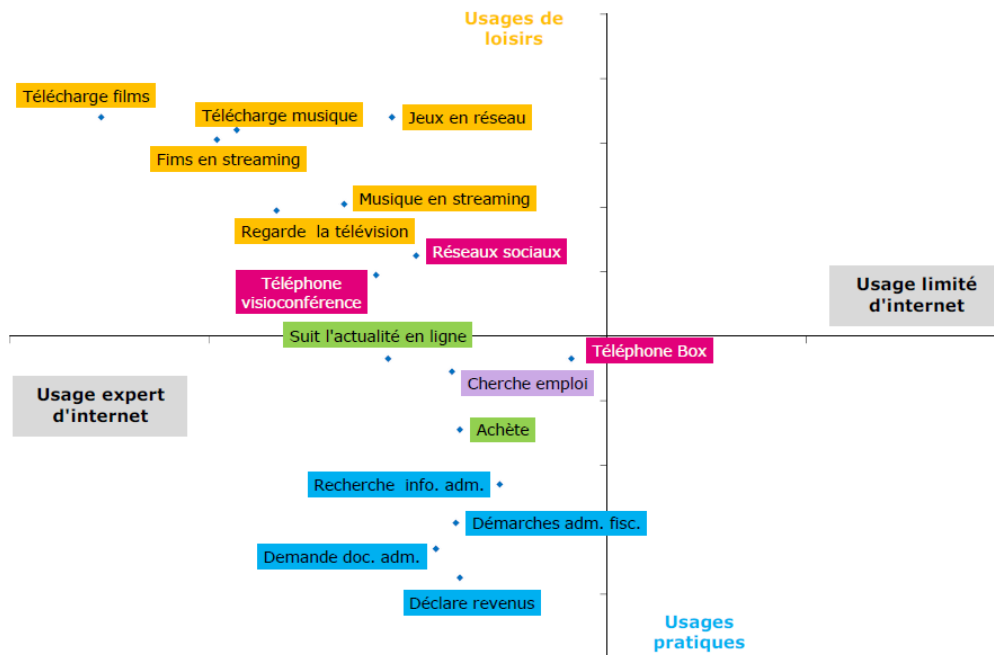 Usages de
loisirs
Télécharge films
Télécharge musique
Jeux en réseau
Fims en streaming
Musique en streaming
Regarde la télévision
Réseaux sociaux
Téléphone
visioconférence
Usage limité
d'internet
Suit l'actualité en ligne
Téléphone Box
Cherche emploi
Usage expert
d'internet
Achète
Recherche info. adm.
Démarches adm. fisc.
Demande doc. adm.
Déclare revenus
Usages
pratiques